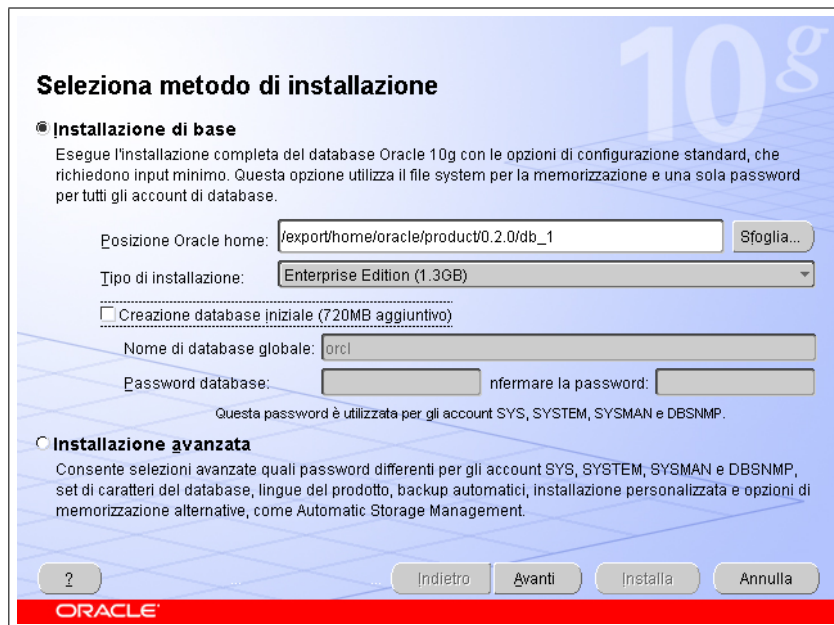 10g
Seleziona metodo di installazione
Installazione di base
Esegue l'installazione completa del database Oracle 10g con le opzioni di configurazione standard, che
richiedono input minimo. Questa opzione utilizza il file system per la memorizzazione e una sola password
per tutti gli account di database.
Posizione Oracle home: /export/home/oracle/product/0.2.0/db_1 Sfoglia...
Tipo di installazione: Enterprise Edition (1.3GB)
Creazione database iniziale (720MB aggiuntivo)
Nome di database globale: orcl
Password database: nfermare la password:
Questa password è utilizzata per gli account SYS, SYSTEM, SYSMAN e DBSNMP.
Installazione avanzata
Consente selezioni avanzate quali password differenti per gli account SYS, SYSTEM, SYSMAN e DBSNMP,
set di caratteri del database, lingue del prodotto, backup automatici, installazione personalizzata e opzioni di
memorizzazione alternative, come Automatic Storage Management.
? Indietro Avanti Installa Annulla
ORACLE